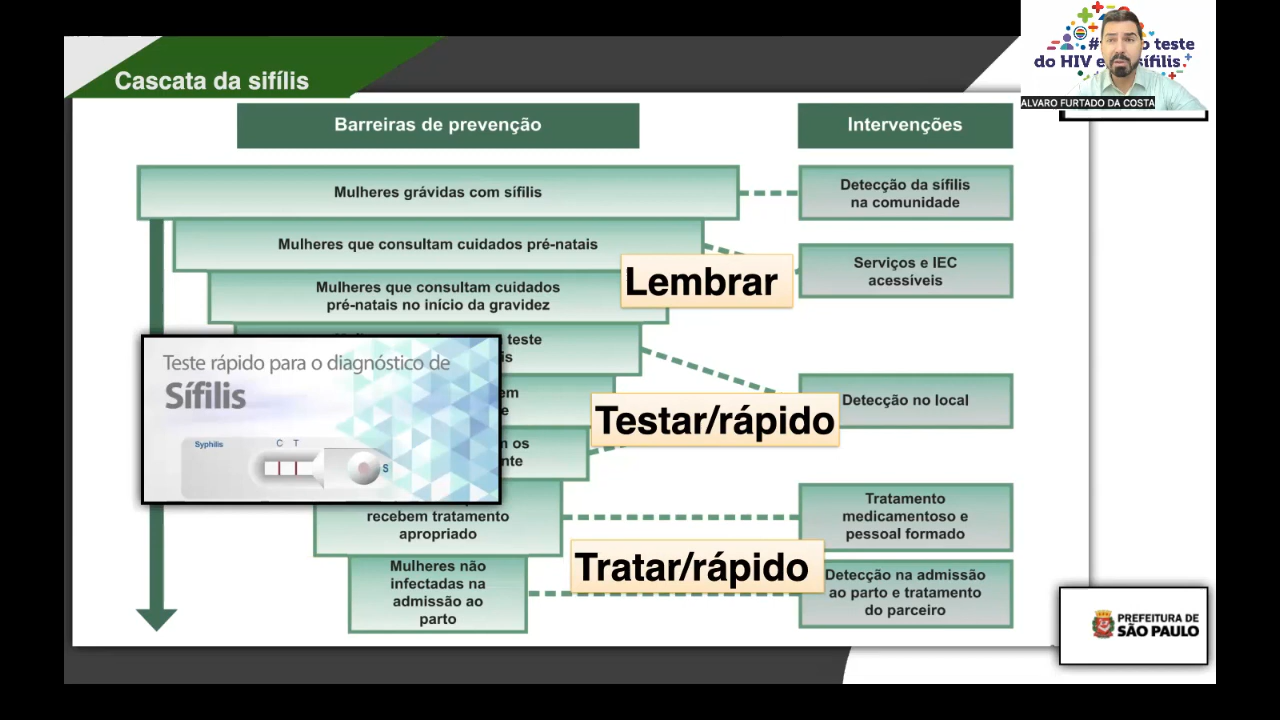 Cascata da sifílis
Barreiras de prevenção
Intervenções
Mulheres grávidas com sífilis
Detecção da sífilis
na comunidade
Mulheres que consultam cuidados pré-natais
Serviços e IEC
acessíveis
Lembrar
Mulheres que consultam cuidados
pré-natais no início da gravidez
teste
Teste rápido para o diagnóstico de
Sífilis
Syphilis
C T
S
Detecção no local
Testar/rápido
os
recebem tratamento
apropriado
Tratamento
medicamentoso e
pessoal formado
Tratar/rápido
Mulheres não
infectadas na
admissão ao
parto
Detecção na admissão
ao parto e tratamento
do parceiro
do HIV e
teste
sífilis.
ALVARO FURTADO DA COSTA
PREFEITURA DE
SÃO PAULO